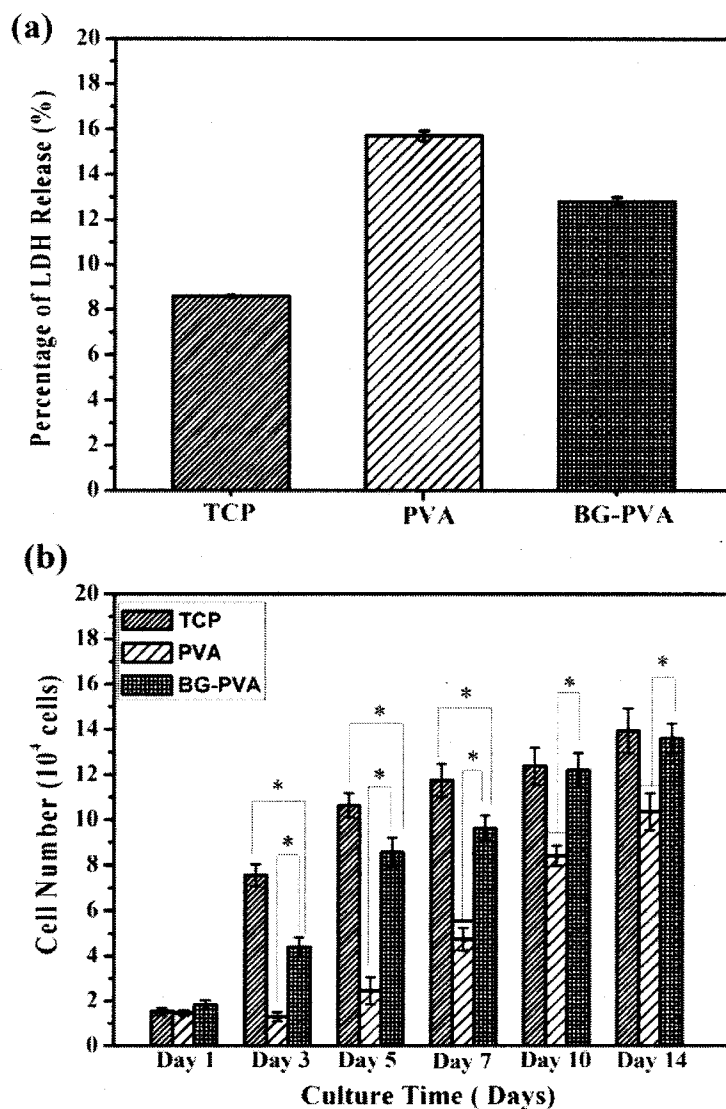 (a)
Percentage of LDH Release (%)
20
18
16
14
12
10
8
6
4
2
0
TCP PVA BG-PVA
(b)
Cell Number (10⁴ cells)
20
18
16
14
12
10
8
6
4
2
0
TCP
PVA
BG-PVA
* * * * * * * *
Day 1 Day 3 Day 5 Day 7 Day 10 Day 14
Culture Time ( Days)